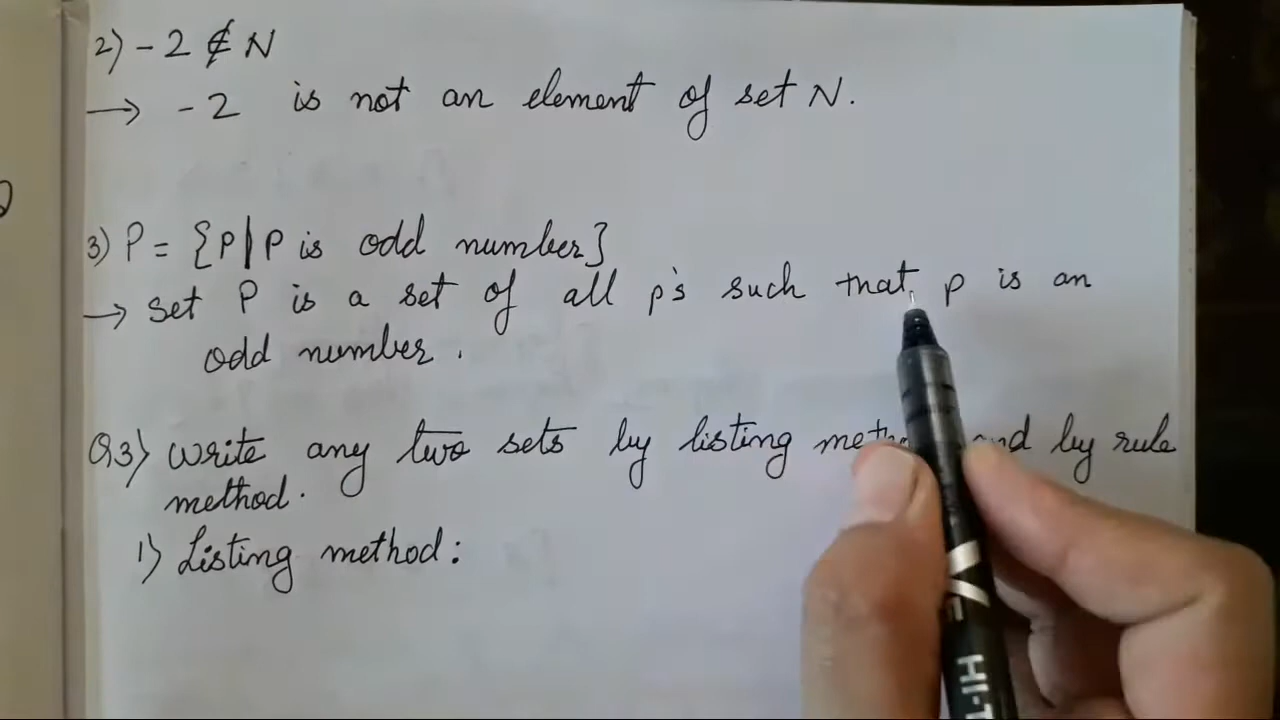 2) -2 ∉ N
→ -2 is not an element of set N.
3) P = {P|P is odd number}
→ set P is a set of all p's such that p is an
odd number.
Q3) Write any two sets by listing and by rule
method.
1) Listing method:
HI-T